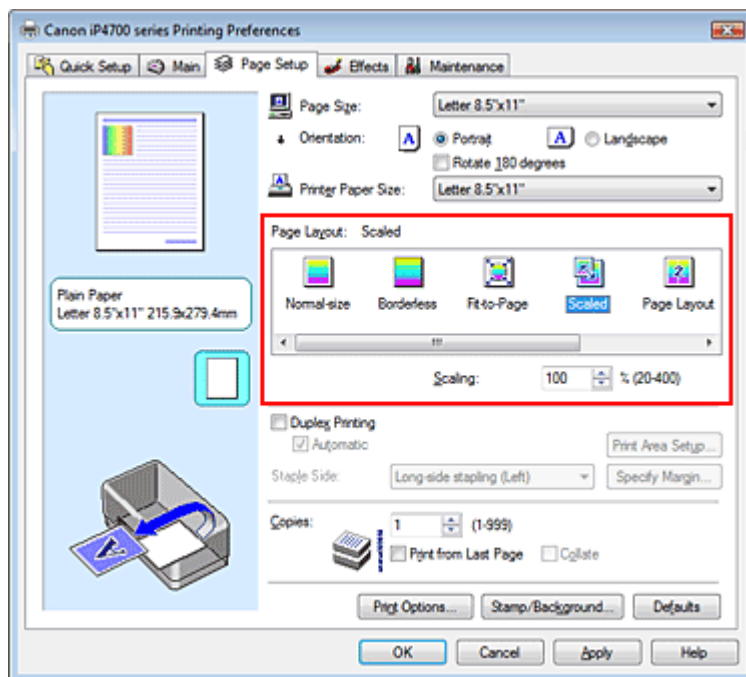 Canon iP4700 series Printing Preferences
Quick Setup Main Page Setup Effects Maintenance
Page Size: Letter 8.5"x11"
Orientation: A Portrait A Landscape
Rotate 180 degrees
Printer Paper Size: Letter 8.5"x11"
Page Layout: Scaled
Normal-size Borderless Fit-to-Page Scaled Page Layout
Plain Paper
Letter 8.5"x11" 215.9x279.4mm
Scaling: 100 % (20-400)
Duplex Printing
Automatic Print Area Setup...
Staple Side: Long-side stapling (Left) Specify Margin...
Copies: 1 (1-999)
Print from Last Page Collate
Print Options... Stamp/Background... Defaults
OK Cancel Apply Help